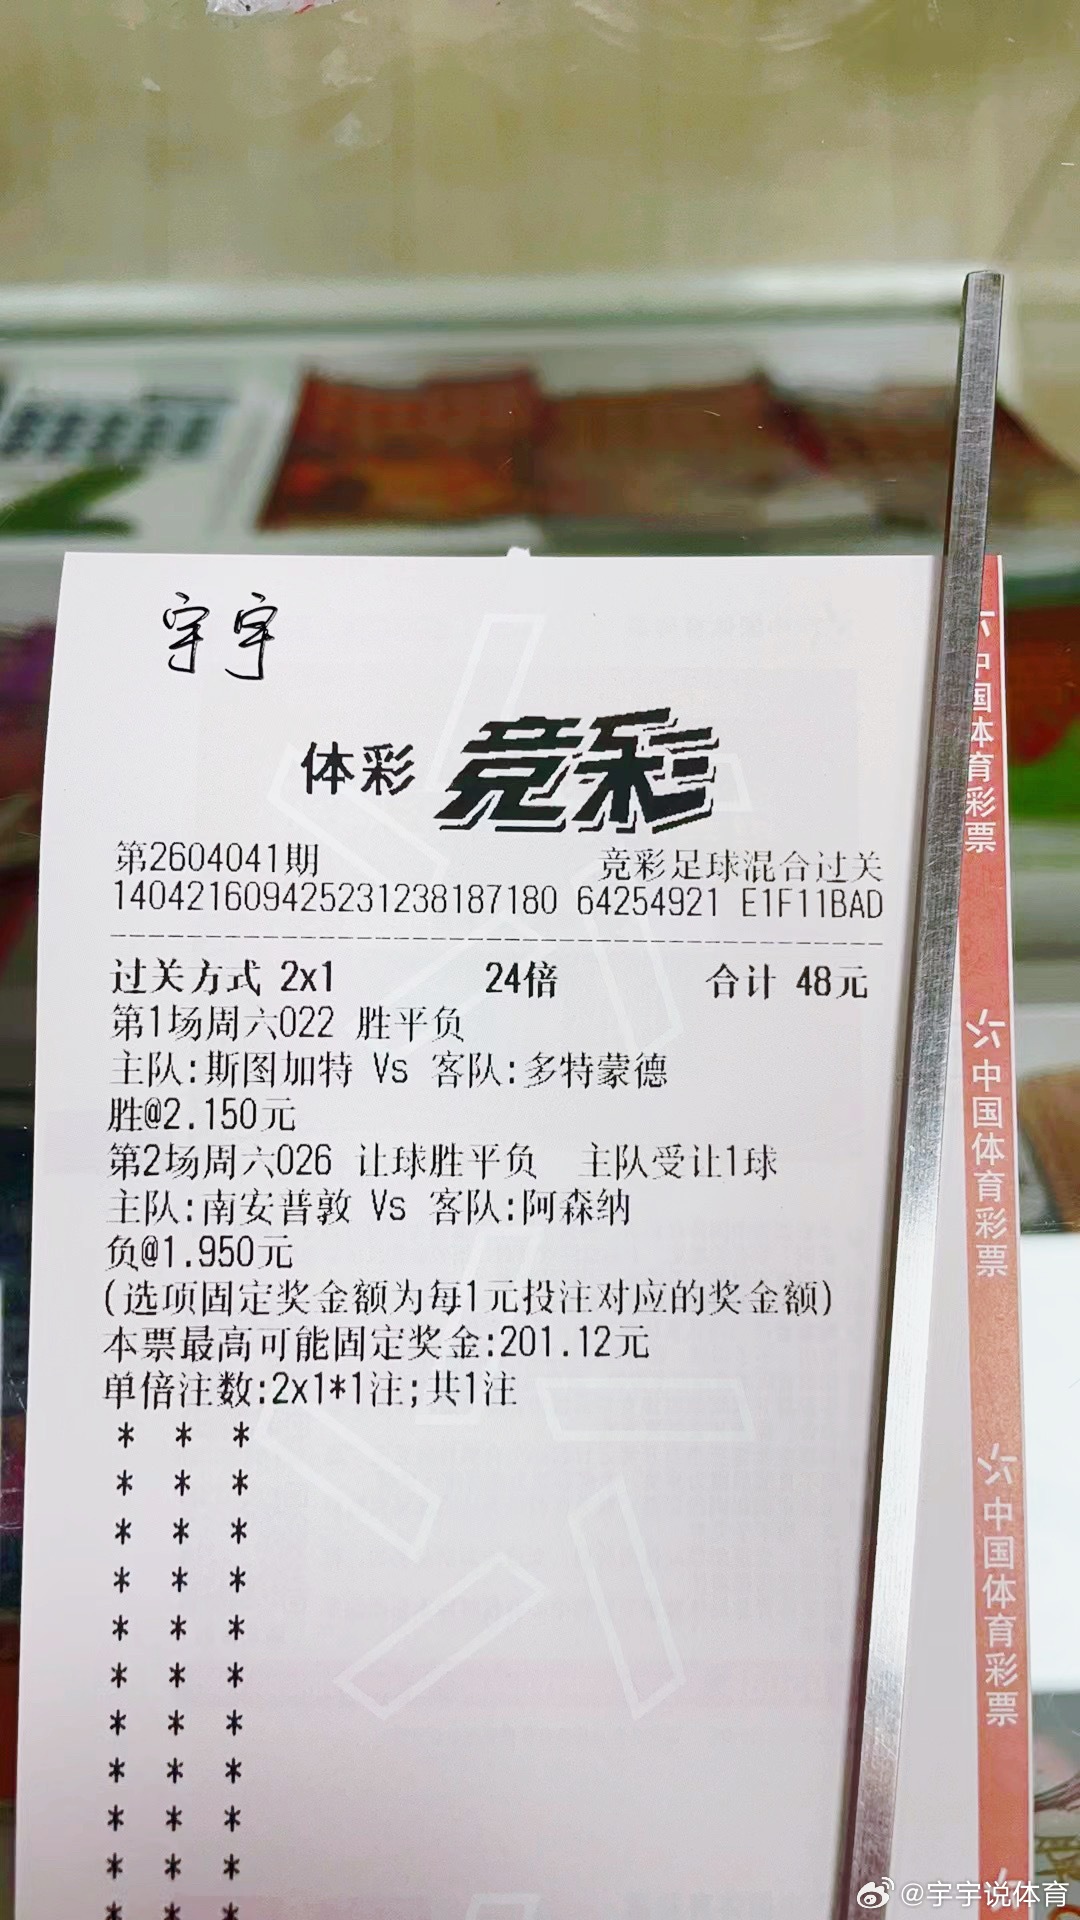 宇宇
体彩 竞彩
第2604041期 竞彩足球混合过关
140421609425231238187180 64254921 E1F11BAD
过关方式 2x1 24倍 合计 48元
第1场周六022 胜平负
主队:斯图加特 Vs 客队:多特蒙德
胜@2.150元
第2场周六026 让球胜平负 主队受让1球
主队:南安普敦 Vs 客队:阿森纳
负@1.950元
(选项固定奖金额为每1元投注对应的奖金额)
本票最高可能固定奖金:201.12元
单倍注数:2x1*1注;共1注
* * *
* * *
* * *
* * *
* * *
* * *
* * *
* * *
* * *
* * *
* * *
中国体育彩票
中国体育彩票
中国体育彩票
@宇宇说体育